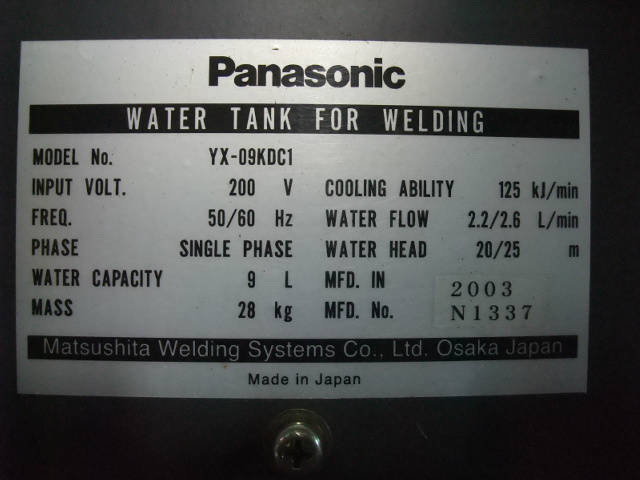 Panasonic
WATER TANK FOR WELDING
MODEL No. YX-09KDC1
INPUT VOLT. 200 V COOLING ABILITY 125 kJ/min
FREQ. 50/60 Hz WATER FLOW 2.2/2.6 L/min
PHASE SINGLE PHASE WATER HEAD 20/25 m
WATER CAPACITY 9 L MFD. IN 2003
MASS 28 kg MFD. No. N1337
Matsushita Welding Systems Co., Ltd. Osaka Japan
Made in Japan